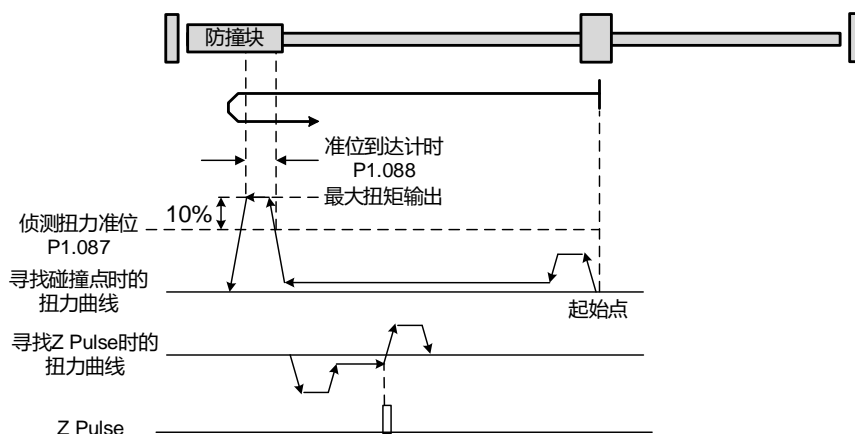 防撞块
准位到达计时
P1.088
最大扭矩输出
10%
侦测扭力准位
P1.087
寻找碰撞点时的
扭力曲线
起始点
寻找Z Pulse时的
扭力曲线
Z Pulse